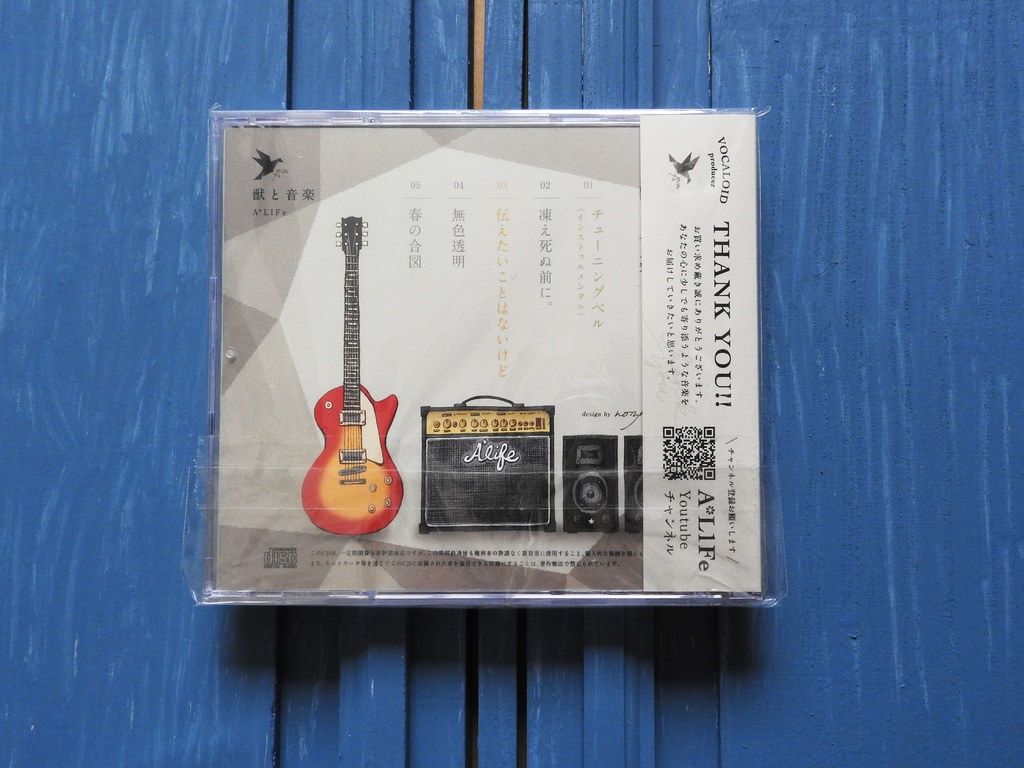 獣と音楽
A*LIFe
01
チューニングベル
(インストゥルメンタル)
02
凍え死ぬ前に。
03
伝えたいことはないけど
04
無色透明
05
春の合図
A*life
design by
DIGITAL AUDIO
VOCALOID
producer
THANK YOU!!
お買い求め戴き誠にありがとうございます。
あなたの心に少しでも寄り添うような音楽を
お届けしていきたいと思います。
\ チャンネル登録お願いします /
A*LIFe
Youtube
チャンネル